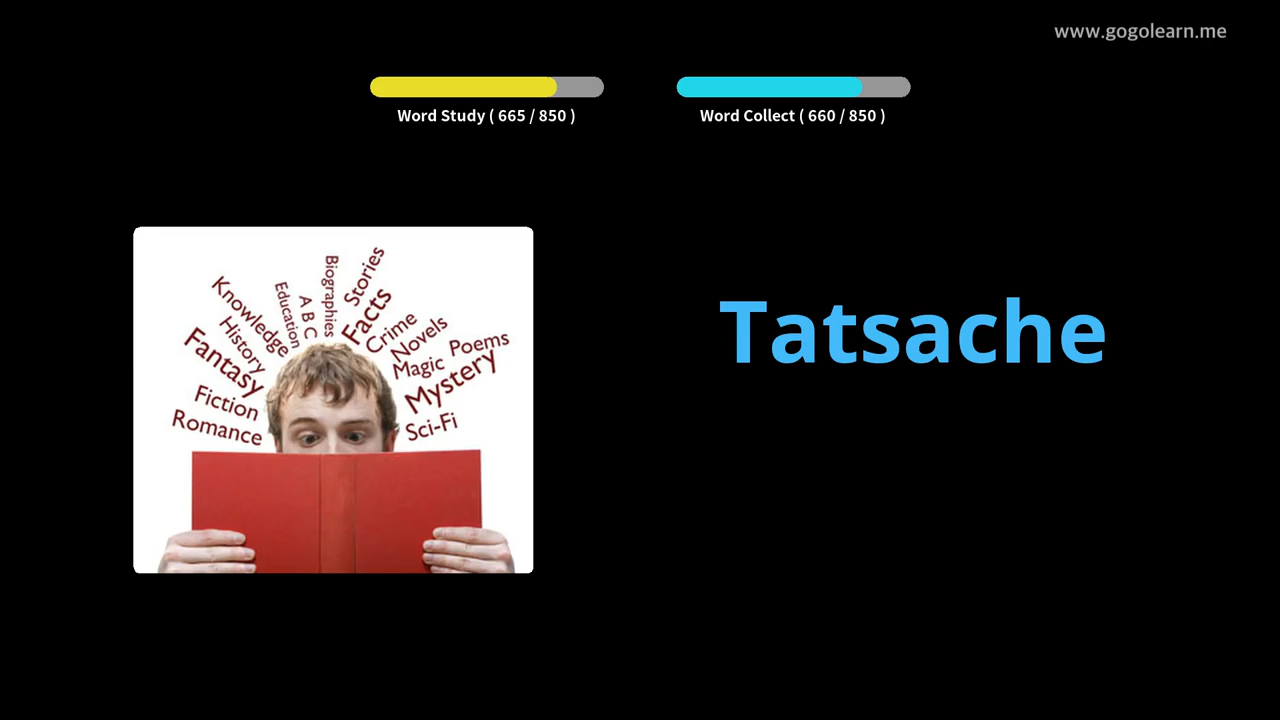 www.gogolearn.me
Word Study ( 665 / 850 )
Word Collect ( 660 / 850 )
Tatsache
Romance
Fiction
Fantasy
History
Knowledge
Education
A B C
Biographies
Stories
Facts
Crime
Novels
Magic
Poems
Mystery
Sci-Fi